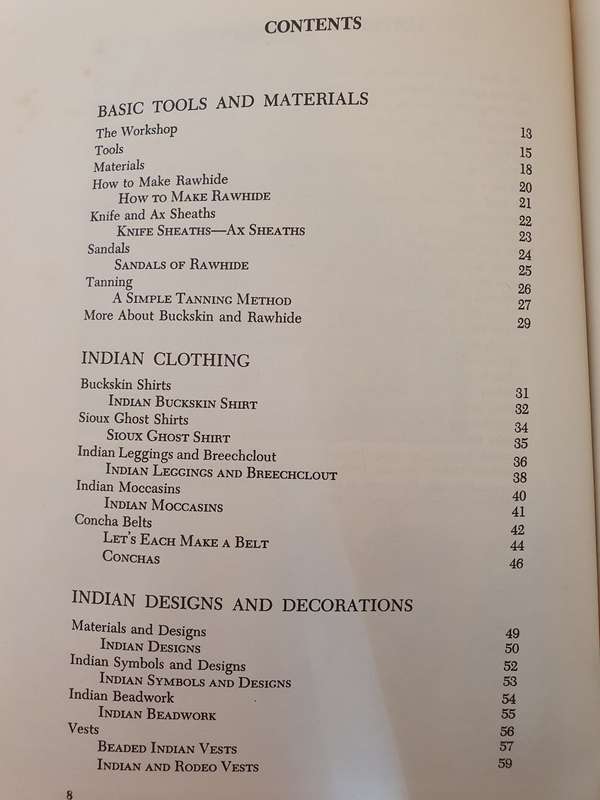 CONTENTS
BASIC TOOLS AND MATERIALS
The Workshop 13
Tools 15
Materials 18
How to Make Rawhide 20
HOW TO MAKE RAWHIDE 21
Knife and Ax Sheaths 22
KNIFE SHEATHS—AX SHEATHS 23
Sandals 24
SANDALS OF RAWHIDE 25
Tanning 26
A SIMPLE TANNING METHOD 27
More About Buckskin and Rawhide 29
INDIAN CLOTHING
Buckskin Shirts 31
INDIAN BUCKSKIN SHIRT 32
Sioux Ghost Shirts 34
SIOUX GHOST SHIRT 35
Indian Leggings and Breechclout 36
INDIAN LEGGINGS AND BREECHCLOUT 38
Indian Moccasins 40
INDIAN MOCCASINS 41
Concha Belts 42
LET'S EACH MAKE A BELT 44
CONCHAS 46
INDIAN DESIGNS AND DECORATIONS
Materials and Designs 49
INDIAN DESIGNS 50
Indian Symbols and Designs 52
INDIAN SYMBOLS AND DESIGNS 53
Indian Beadwork 54
INDIAN BEADWORK 55
Vests 56
BEADED INDIAN VESTS 57
INDIAN AND RODEO VESTS 59
8